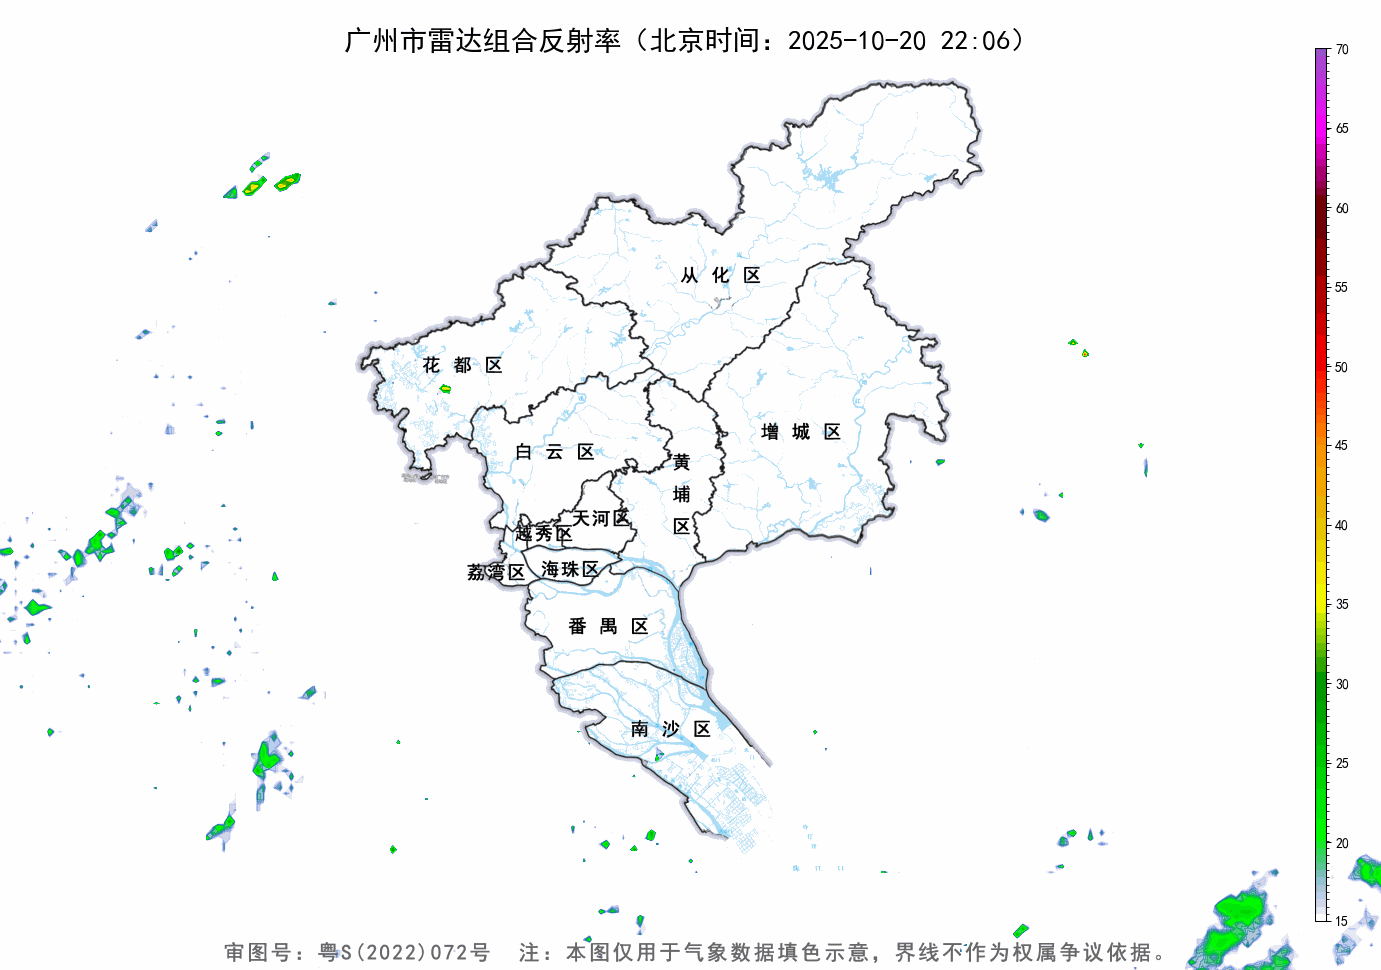 广州市雷达组合反射率（北京时间：2025-10-20 22:06）
70
65
60
55
50
45
40
35
30
25
20
15
从化区
花都区
增城区
白云区
黄埔区
天河区
越秀区
荔湾区
海珠区
番禺区
南沙区
审图号：粤S(2022)072号 注：本图仅用于气象数据填色示意，界线不作为权属争议依据。